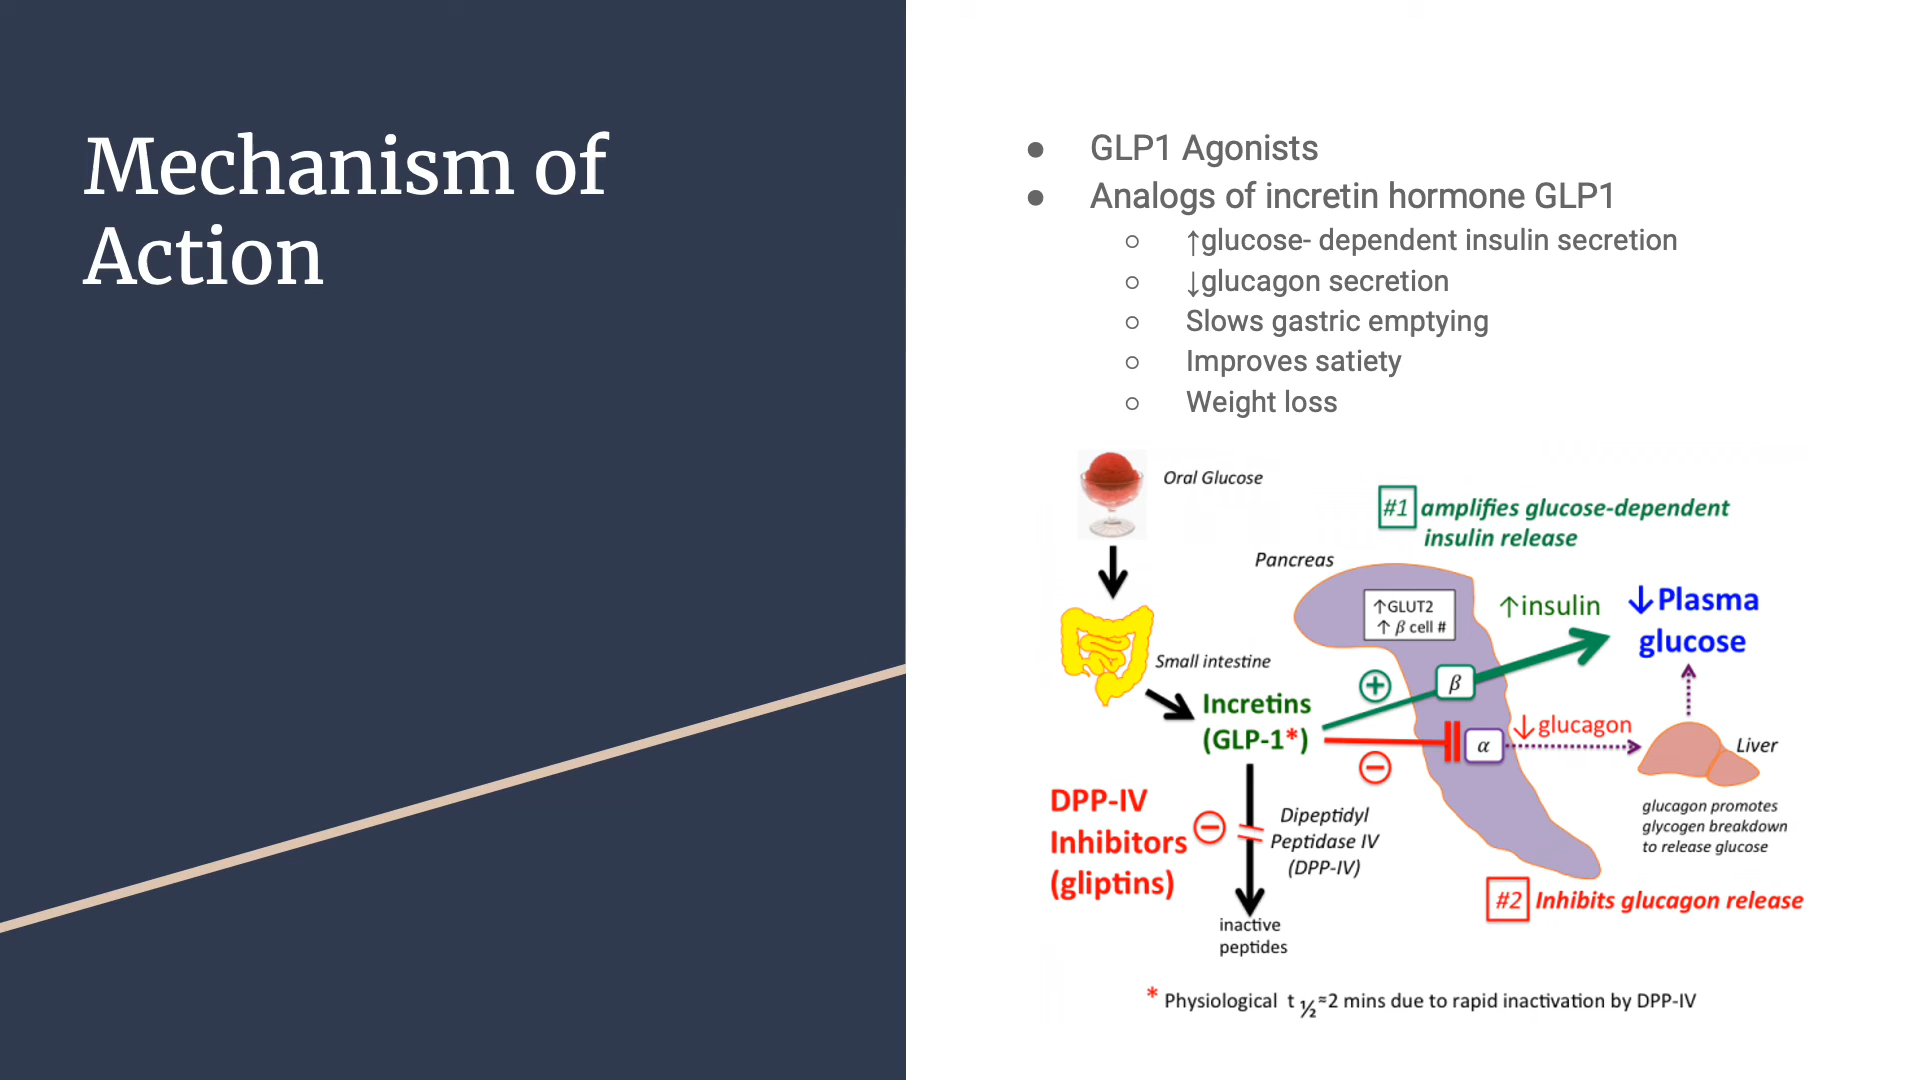 Mechanism of
Action
● GLP1 Agonists
● Analogs of incretin hormone GLP1
○ ↑glucose- dependent insulin secretion
○ ↓glucagon secretion
○ Slows gastric emptying
○ Improves satiety
○ Weight loss
Oral Glucose
#1 amplifies glucose-dependent
insulin release
Pancreas
↑GLUT2
↑ β cell #
↑insulin
↓Plasma
glucose
Small intestine
Incretins
(GLP-1*)
+
β
−
α
↓glucagon
Liver
glucagon promotes
glycogen breakdown
to release glucose
DPP-IV
Inhibitors
(gliptins)
−
Dipeptidyl
Peptidase IV
(DPP-IV)
inactive
peptides
#2 Inhibits glucagon release
* Physiological t ½≈2 mins due to rapid inactivation by DPP-IV